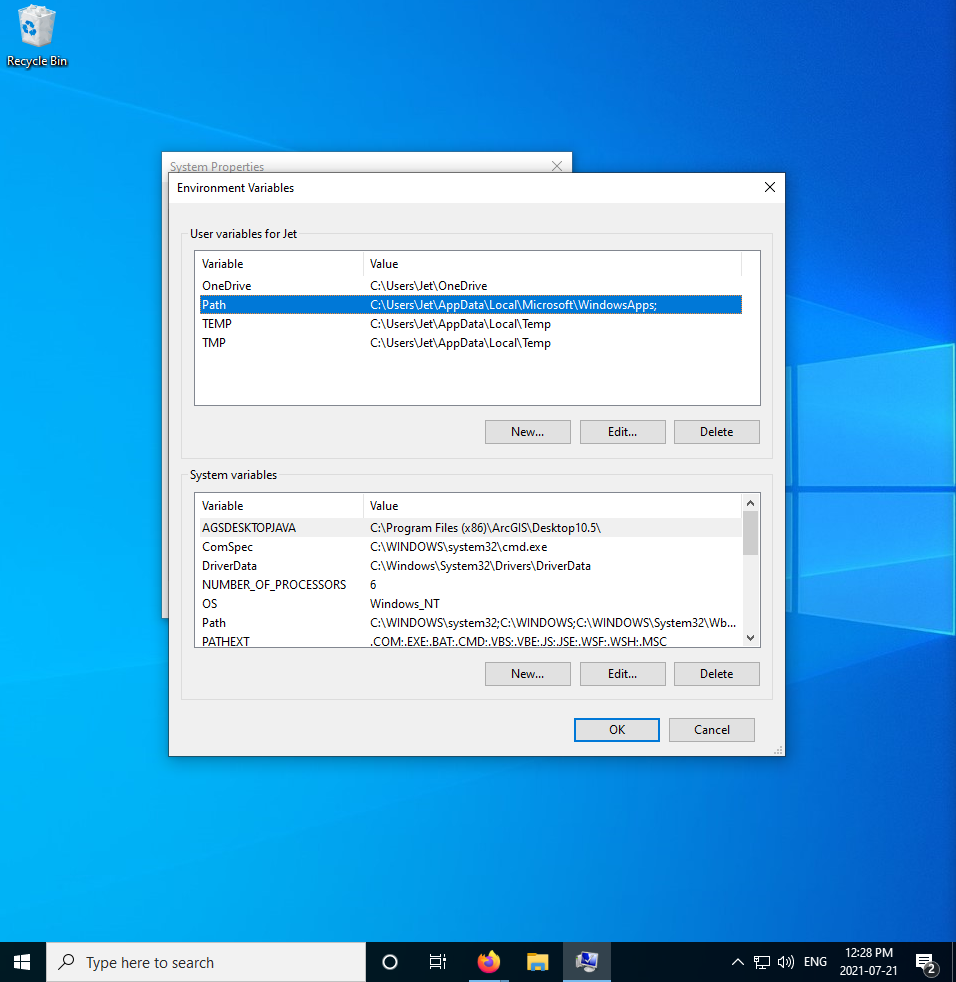 Recycle Bin
System Properties
Environment Variables
User variables for Jet
Variable Value
OneDrive C:\Users\Jet\OneDrive
Path C:\Users\Jet\AppData\Local\Microsoft\WindowsApps;
TEMP C:\Users\Jet\AppData\Local\Temp
TMP C:\Users\Jet\AppData\Local\Temp
New... Edit... Delete
System variables
Variable Value
AGSDESKTOPJAVA C:\Program Files (x86)\ArcGIS\Desktop10.5\
ComSpec C:\WINDOWS\system32\cmd.exe
DriverData C:\Windows\System32\Drivers\DriverData
NUMBER_OF_PROCESSORS 6
OS Windows_NT
Path C:\WINDOWS\system32;C:\WINDOWS;C:\WINDOWS\System32\Wb...
PATHEXT .COM;.EXE;.BAT;.CMD;.VBS;.VBE;.JS;.JSE;.WSF;.WSH;.MSC
New... Edit... Delete
OK Cancel
Type here to search
ENG
12:28 PM
2021-07-21
2